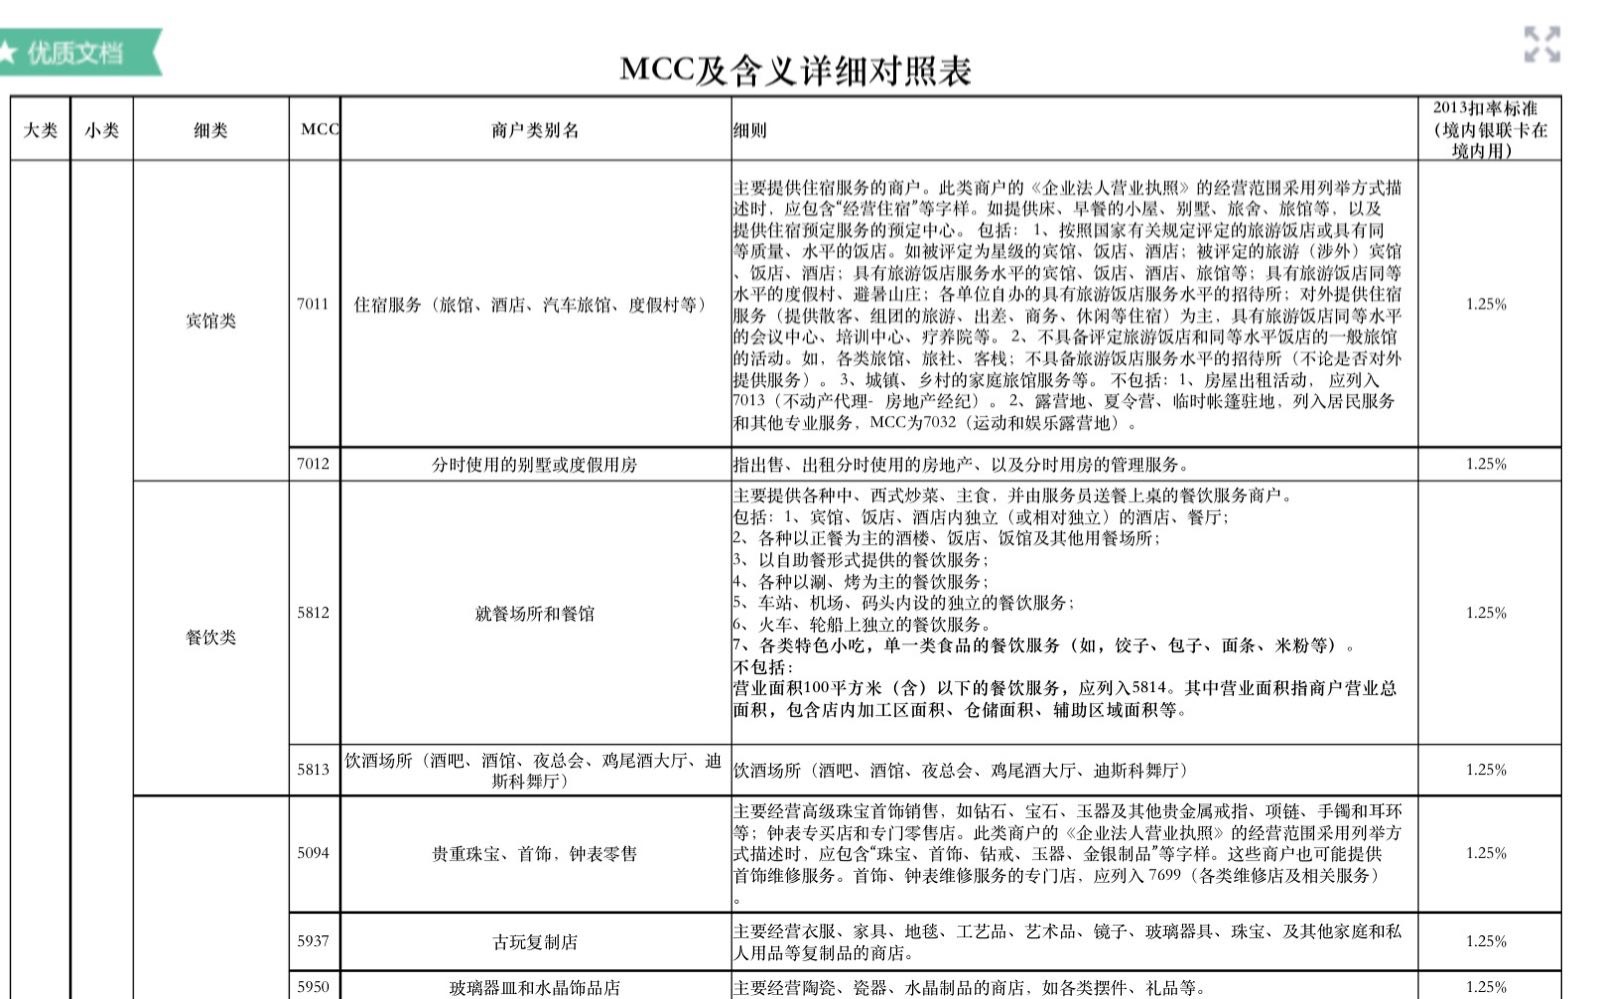 优质文档
MCC及含义详细对照表
大类 小类 细类 MCC 商户类别名 细则 2013扣率标准
（境内银联卡在
境内用）
宾馆类
7011 住宿服务（旅馆、酒店、汽车旅馆、度假村等）
主要提供住宿服务的商户。此类商户的《企业法人营业执照》的经营范围采用列举方式描
述时，应包含“经营住宿”等字样。如提供床、早餐的小屋、别墅、旅舍、旅馆等，以及
提供住宿预定服务的预定中心。 包括： 1、按照国家有关规定评定的旅游饭店或具有同
等质量、水平的饭店。如被评定为星级的宾馆、饭店、酒店；被评定的旅游（涉外）宾馆
、饭店、酒店；具有旅游饭店服务水平的宾馆、饭店、酒店、旅馆等；具有旅游饭店同等
水平的度假村、避暑山庄；各单位自办的具有旅游饭店服务水平的招待所；对外提供住宿
服务（提供散客、组团的旅游、出差、商务、休闲等住宿）为主，具有旅游饭店同等水平
的会议中心、培训中心、疗养院等。 2、不具备评定旅游饭店和同等水平饭店的一般旅馆
的活动。如，各类旅馆、旅社、客栈；不具备旅游饭店服务水平的招待所（不论是否对外
提供服务）。 3、城镇、乡村的家庭旅馆服务等。 不包括：1、房屋出租活动， 应列入
7013（不动产代理- 房地产经纪）。2、露营地、夏令营、临时帐篷驻地，列入居民服务
和其他专业服务，MCC为7032（运动和娱乐露营地）。
1.25%
7012 分时使用的别墅或度假用房 指出售、出租分时使用的房地产、以及分时用房的管理服务。 1.25%
餐饮类
5812 就餐场所和餐馆
主要提供各种中、西式炒菜、主食，并由服务员送餐上桌的餐饮服务商户。
包括：1、宾馆、饭店、酒店内独立（或相对独立）的酒店、餐厅；
2、各种以正餐为主的酒楼、饭店、饭馆及其他用餐场所；
3、以自助餐形式提供的餐饮服务；
4、各种以涮、烤为主的餐饮服务；
5、车站、机场、码头内设的独立的餐饮服务；
6、火车、轮船上独立的餐饮服务。
7、各类特色小吃，单一类食品的餐饮服务（如，饺子、包子、面条、米粉等）。
不包括：
营业面积100平方米（含）以下的餐饮服务，应列入5814。其中营业面积指商户营业总
面积，包含店内加工区面积、仓储面积、辅助区域面积等。
1.25%
5813 饮酒场所（酒吧、酒馆、夜总会、鸡尾酒大厅、迪
斯科舞厅）
饮酒场所（酒吧、酒馆、夜总会、鸡尾酒大厅、迪斯科舞厅） 1.25%
5094 贵重珠宝、首饰，钟表零售
主要经营高级珠宝首饰销售，如钻石、宝石、玉器及其他贵金属戒指、项链、手镯和耳环
等；钟表专买店和专门零售店。此类商户的《企业法人营业执照》的经营范围采用列举方
式描述时，应包含“珠宝、首饰、钻戒、玉器、金银制品”等字样。这些商户也可能提供
首饰维修服务。首饰、钟表维修服务的专门店，应列入 7699（各类维修店及相关服务）
。
1.25%
5937 古玩复制店
主要经营衣服、家具、地毯、工艺品、艺术品、镜子、玻璃器具、珠宝、及其他家庭和私
人用品等复制品的商店。
1.25%
5950 玻璃器皿和水晶饰品店 主要经营陶瓷、瓷器、水晶制品的商店，如各类摆件、礼品等。 1.25%